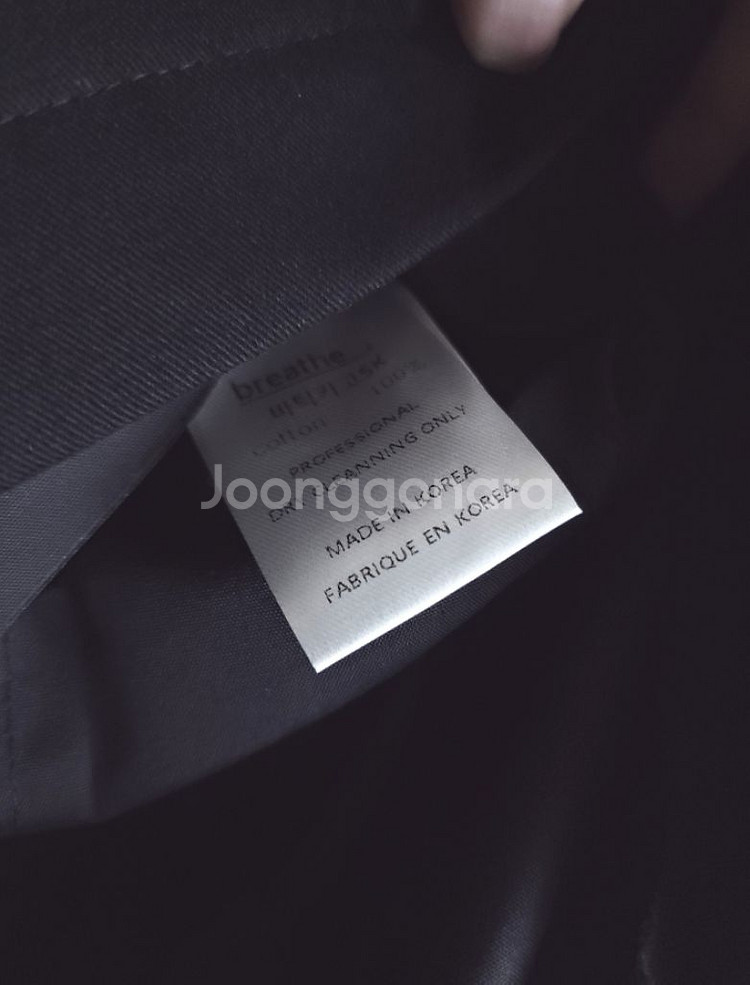 breathe
cotton 100%
PROFESSIONAL
DRY CLEANNING ONLY
MADE IN KOREA
FABRIQUE EN KOREA
Joonggonara